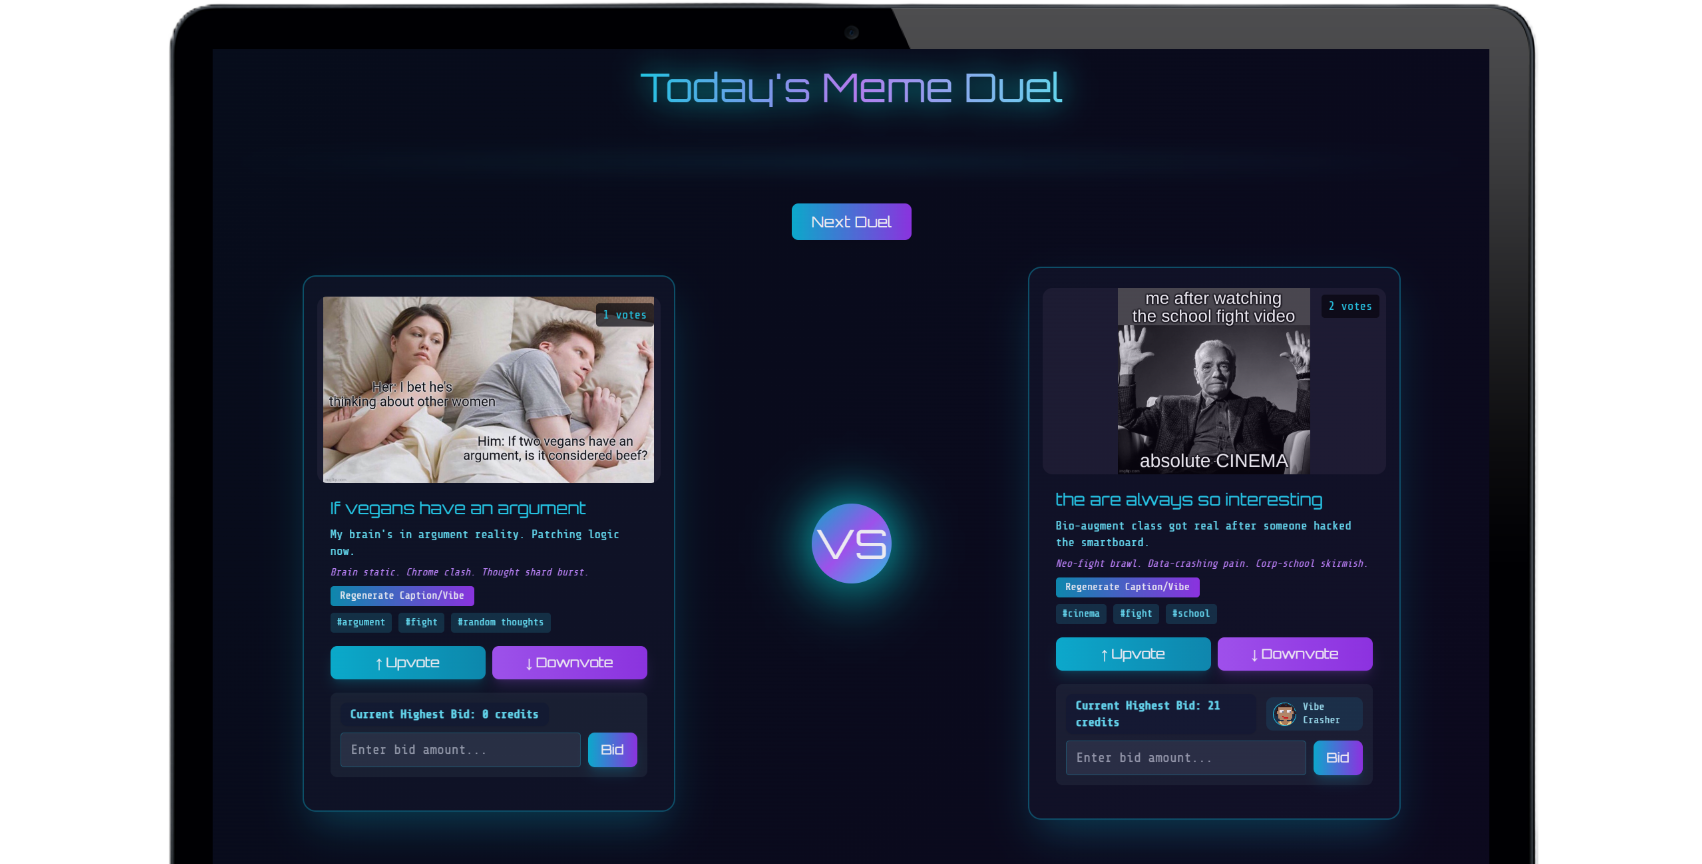 Today's Meme Duel
Next Duel
1 votes
Her: I bet he's
thinking about other women
Him: If two vegans have an
argument, is it considered beef?
If vegans have an argument
My brain's in argument reality. Patching logic
now.
Brain static. Chrome clash. Thought shard burst.
Regenerate Caption/Vibe
#argument #fight #random thoughts
↑ Upvote ↓ Downvote
Current Highest Bid: 0 credits
Enter bid amount... Bid
VS
me after watching
the school fight video
2 votes
absolute CINEMA
the are always so interesting
Bio-augment class got real after someone hacked
the smartboard.
Neo-fight brawl. Data-crashing pain. Corp-school skirmish.
Regenerate Caption/Vibe
#cinema #fight #school
↑ Upvote ↓ Downvote
Current Highest Bid: 21
credits
Vibe
Crasher
Enter bid amount... Bid